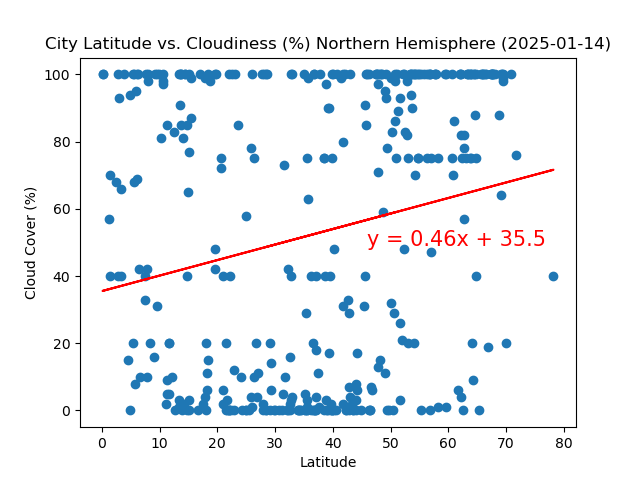 City Latitude vs. Cloudiness (%) Northern Hemisphere (2025-01-14)
100
80
60
40
20
0
Cloud Cover (%)
y = 0.46x + 35.5
0 10 20 30 40 50 60 70 80
Latitude